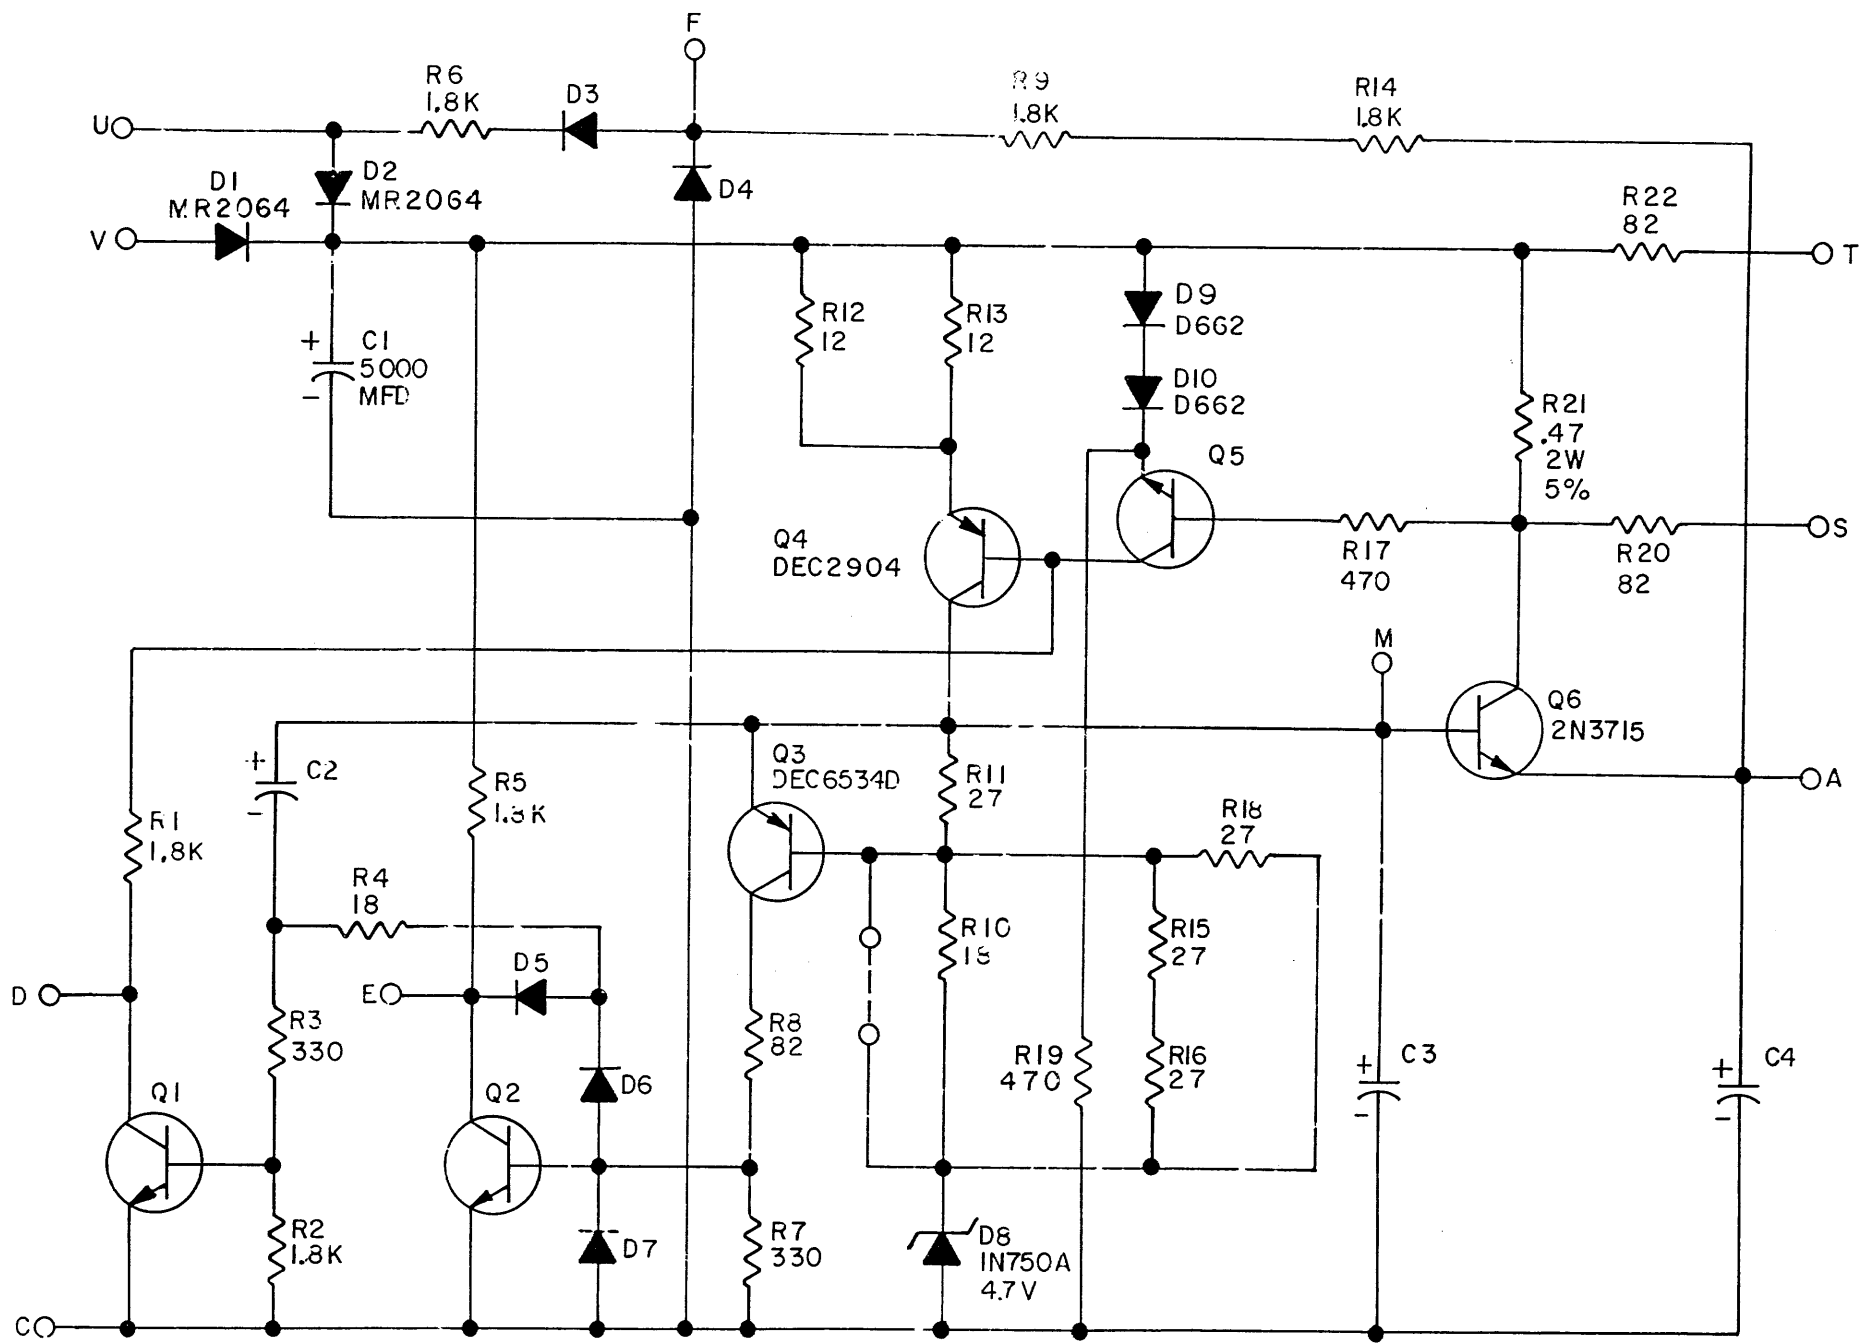 F
R6
1.8K
D3
R9
1.8K
R14
1.8K
U
D2
MR2064
D4
D1
MR2064
R22
82
V
T
+
C1
5000
MFD
-
R12
12
R13
12
D9
D662
D10
D662
R21
.47
2W
5%
Q5
Q4
DEC2904
R17
470
R20
82
S
M
Q6
2N3715
A
+
C2
-
Q3
DEC6534D
R11
27
R5
1.8K
R18
27
R1
1.8K
R4
18
R10
18
R15
27
D5
D
E
R3
330
R8
82
R19
470
R16
27
+
C3
-
+
C4
-
Q1
Q2
D6
R2
1.8K
D7
R7
330
D8
IN750A
4.7V
C